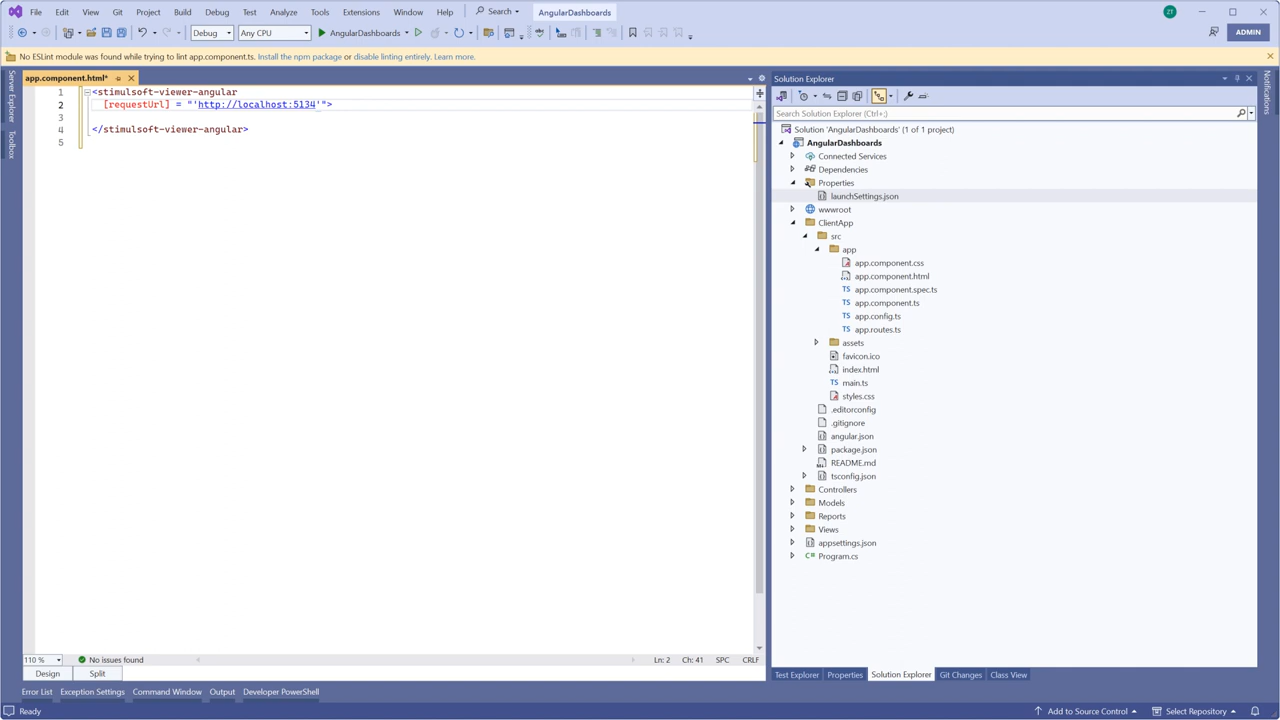 File Edit View Git Project Build Debug Test Analyze Tools Extensions Window Help Search AngularDashboards ZT
Debug Any CPU AngularDashboards ADMIN
No ESLint module was found while trying to lint app.component.ts. Install the npm package or disable linting entirely. Learn more.
Server Explorer
Toolbox
app.component.html*
1 <stimulsoft-viewer-angular
2 [requestUrl] = "'http://localhost:5134'">
3
4 </stimulsoft-viewer-angular>
5
110 % No issues found Ln: 2 Ch: 41 SPC CRLF
Design Split
Solution Explorer
Search Solution Explorer (Ctrl+;)
Solution 'AngularDashboards' (1 of 1 project)
AngularDashboards
Connected Services
Dependencies
Properties
launchSettings.json
wwwroot
ClientApp
src
app
app.component.css
app.component.html
TS app.component.spec.ts
TS app.component.ts
TS app.config.ts
TS app.routes.ts
assets
favicon.ico
index.html
TS main.ts
styles.css
.editorconfig
.gitignore
angular.json
package.json
README.md
tsconfig.json
Controllers
Models
Reports
Views
appsettings.json
C# Program.cs
Test Explorer Properties Solution Explorer Git Changes Class View
Notifications
Error List Exception Settings Command Window Output Developer PowerShell
Ready Add to Source Control Select Repository